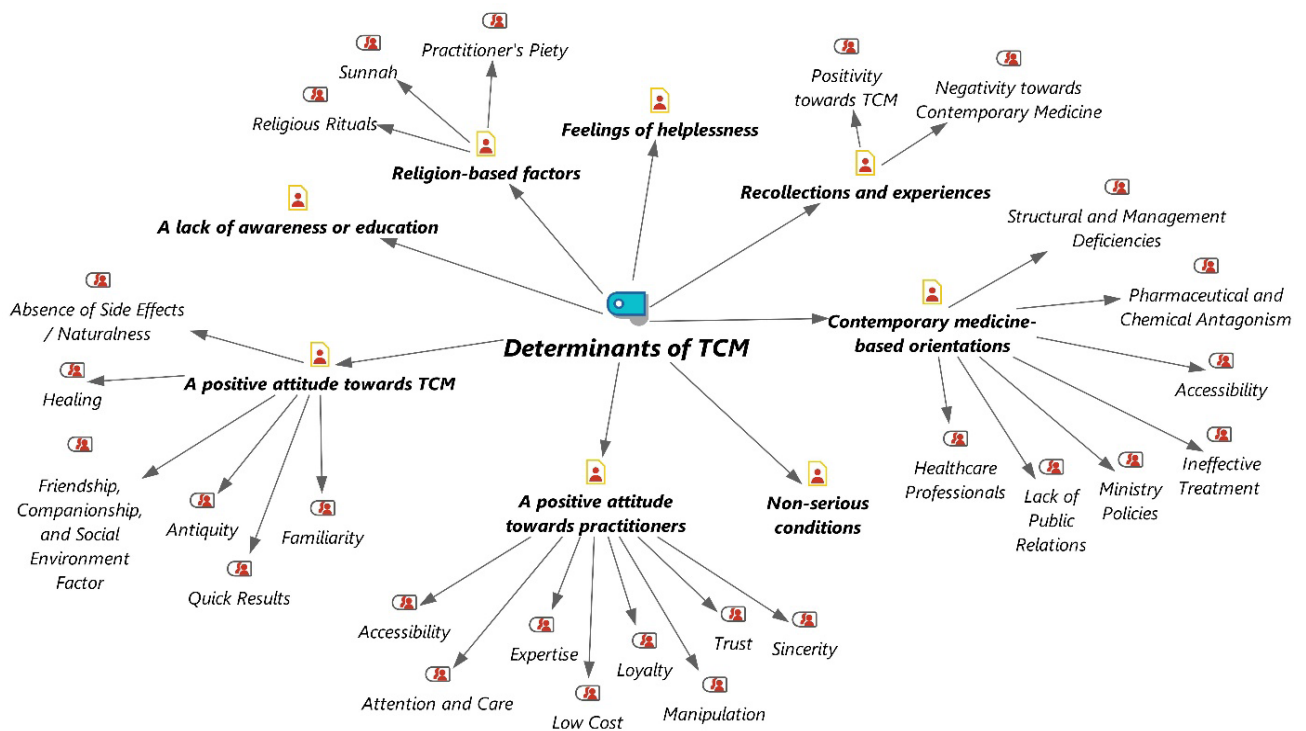 Practitioner's Piety
Sunnah
Religious Rituals
Religion-based factors
Feelings of helplessness
Positivity
towards TCM
Negativity towards
Contemporary Medicine
Recollections and experiences
A lack of awareness or education
Structural and Management
Deficiencies
Pharmaceutical and
Chemical Antagonism
Contemporary medicine-
based orientations
Accessibility
Ineffective
Treatment
Ministry
Policies
Lack of
Public
Relations
Healthcare
Professionals
Determinants of TCM
Absence of Side Effects
/ Naturalness
A positive attitude towards TCM
Healing
Friendship,
Companionship,
and Social
Environment
Factor
Antiquity
Quick Results
Familiarity
A positive attitude
towards practitioners
Non-serious
conditions
Accessibility
Attention and Care
Expertise
Low Cost
Loyalty
Manipulation
Trust
Sincerity